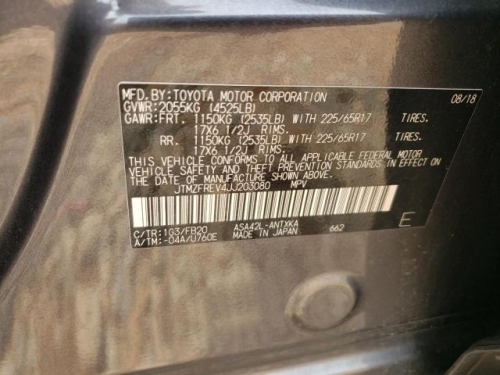 MFD. BY:TOYOTA MOTOR CORPORATION 08/18
GVWR:2055KG (4525LB)
GAWR:FRT. 1150KG (2535LB) WITH 225/65R17 TIRES.
17X6 1/2J RIMS.
RR. 1150KG (2535LB) WITH 225/65R17 TIRES.
17X6 1/2J RIMS.
THIS VEHICLE CONFORMS TO ALL APPLICABLE FEDERAL MOTOR
VEHICLE SAFETY AND BUMPER STANDARDS IN EFFECT ON THE DATE
OF MANUFACTURE SHOWN ABOVE.
JTMZFREV4JJ203080 MPV
C/TR:1G3/FB20 ASA42L-ANTXKA
A/TM:-04A/U760E MADE IN JAPAN 662 E